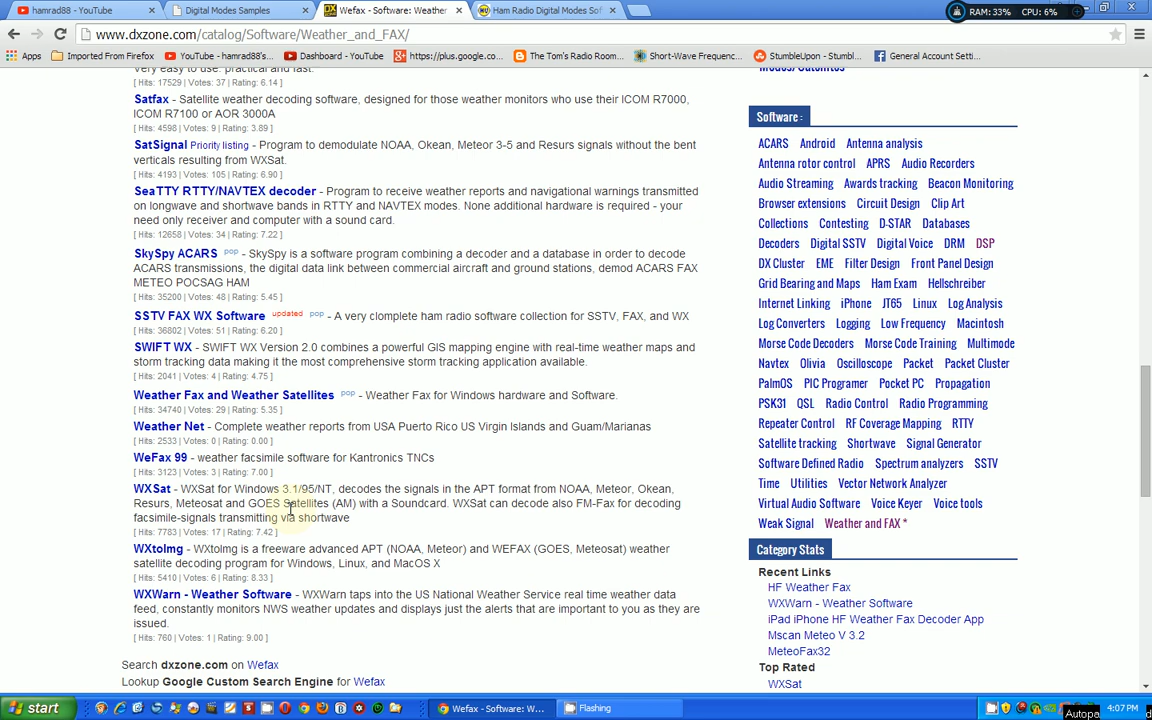 hamrad88 - YouTube
Digital Modes Samples
Wefax - Software: Weather
Ham Radio Digital Modes Sof
RAM: 33% CPU: 6%
www.dxzone.com/catalog/Software/Weather_and_FAX/
Apps
Imported From Firefox
YouTube - hamrad88's...
Dashboard - YouTube
https://plus.google.co...
The Tom's Radio Room...
Short-Wave Frequenc...
StumbleUpon - Stumbl...
General Account Setti...
very easy to use. practical and fast.
[ Hits: 17529 | Votes: 37 | Rating: 6.14 ]
Satfax - Satellite weather decoding software, designed for those weather monitors who use their ICOM R7000,
ICOM R7100 or AOR 3000A
[ Hits: 4598 | Votes: 9 | Rating: 3.89 ]
SatSignal Priority listing - Program to demodulate NOAA, Okean, Meteor 3-5 and Resurs signals without the bent
verticals resulting from WXSat.
[ Hits: 4193 | Votes: 105 | Rating: 6.90 ]
SeaTTY RTTY/NAVTEX decoder - Program to receive weather reports and navigational warnings transmitted
on longwave and shortwave bands in RTTY and NAVTEX modes. None additional hardware is required - your
need only receiver and computer with a sound card.
[ Hits: 12658 | Votes: 34 | Rating: 7.22 ]
SkySpy ACARS pop - SkySpy is a software program combining a decoder and a database in order to decode
ACARS transmissions, the digital data link between commercial aircraft and ground stations, demod ACARS FAX
METEO POCSAG HAM
[ Hits: 35200 | Votes: 48 | Rating: 5.45 ]
SSTV FAX WX Software updated pop - A very clomplete ham radio software collection for SSTV, FAX, and WX
[ Hits: 36802 | Votes: 51 | Rating: 6.20 ]
SWIFT WX - SWIFT WX Version 2.0 combines a powerful GIS mapping engine with real-time weather maps and
storm tracking data making it the most comprehensive storm tracking application available.
[ Hits: 2041 | Votes: 4 | Rating: 4.75 ]
Weather Fax and Weather Satellites pop - Weather Fax for Windows hardware and Software.
[ Hits: 34740 | Votes: 29 | Rating: 5.35 ]
Weather Net - Complete weather reports from USA Puerto Rico US Virgin Islands and Guam/Marianas
[ Hits: 2533 | Votes: 0 | Rating: 0.00 ]
WeFax 99 - weather facsimile software for Kantronics TNCs
[ Hits: 3123 | Votes: 3 | Rating: 7.00 ]
WXSat - WXSat for Windows 3.1/95/NT, decodes the signals in the APT format from NOAA, Meteor, Okean,
Resurs, Meteosat and GOES Satellites (AM) with a Soundcard. WXSat can decode also FM-Fax for decoding
facsimile-signals transmitting via shortwave
[ Hits: 7783 | Votes: 17 | Rating: 7.42 ]
WXtoImg - WXtoImg is a freeware advanced APT (NOAA, Meteor) and WEFAX (GOES, Meteosat) weather
satellite decoding program for Windows, Linux, and MacOS X
[ Hits: 5410 | Votes: 6 | Rating: 8.33 ]
WXWarn - Weather Software - WXWarn taps into the US National Weather Service real time weather data
feed, constantly monitors NWS weather updates and displays just the alerts that are important to you as they are
issued.
[ Hits: 760 | Votes: 1 | Rating: 9.00 ]
Search dxzone.com on Wefax
Lookup Google Custom Search Engine for Wefax
Modes/Satellites
Software :
ACARS Android Antenna analysis
Antenna rotor control APRS Audio Recorders
Audio Streaming Awards tracking Beacon Monitoring
Browser extensions Circuit Design Clip Art
Collections Contesting D-STAR Databases
Decoders Digital SSTV Digital Voice DRM DSP
DX Cluster EME Filter Design Front Panel Design
Grid Bearing and Maps Ham Exam Hellschreiber
Internet Linking iPhone JT65 Linux Log Analysis
Log Converters Logging Low Frequency Macintosh
Morse Code Decoders Morse Code Training Multimode
Navtex Olivia Oscilloscope Packet Packet Cluster
PalmOS PIC Programer Pocket PC Propagation
PSK31 QSL Radio Control Radio Programming
Repeater Control RF Coverage Mapping RTTY
Satellite tracking Shortwave Signal Generator
Software Defined Radio Spectrum analyzers SSTV
Time Utilities Vector Network Analyzer
Virtual Audio Software Voice Keyer Voice tools
Weak Signal Weather and FAX *
Category Stats
Recent Links
HF Weather Fax
WXWarn - Weather Software
iPad iPhone HF Weather Fax Decoder App
Mscan Meteo V 3.2
MeteoFax32
Top Rated
WXSat
start
Wefax - Software: W...
Flashing
4:07 PM
Autopa